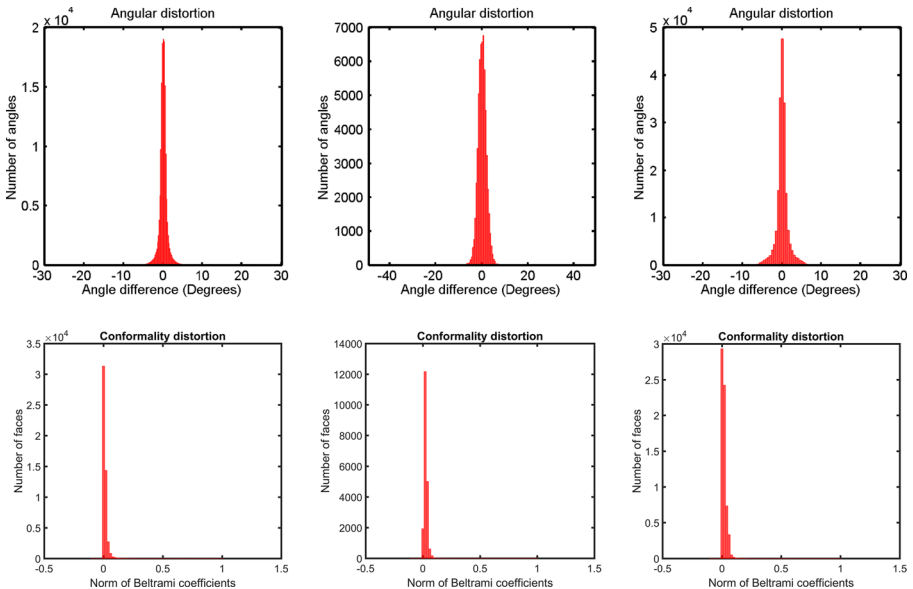 Angular distortion
× 10^4
2
1.5
1
0.5
0
-30 -20 -10 0 10 20 30
Number of angles
Angle difference (Degrees)
Angular distortion
7000
6000
5000
4000
3000
2000
1000
0
-40 -20 0 20 40
Number of angles
Angle difference (Degrees)
Angular distortion
× 10^4
5
4
3
2
1
0
-30 -20 -10 0 10 20 30
Number of angles
Angle difference (Degrees)
Conformality distortion
×10^4
3.5
3
2.5
2
1.5
1
0.5
0
-0.5 0 0.5 1 1.5
Number of faces
Norm of Beltrami coefficients
Conformality distortion
14000
12000
10000
8000
6000
4000
2000
0
-0.5 0 0.5 1 1.5
Number of faces
Norm of Beltrami coefficients
Conformality distortion
×10^4
3
2.5
2
1.5
1
0.5
0
-0.5 0 0.5 1 1.5
Number of faces
Norm of Beltrami coefficients